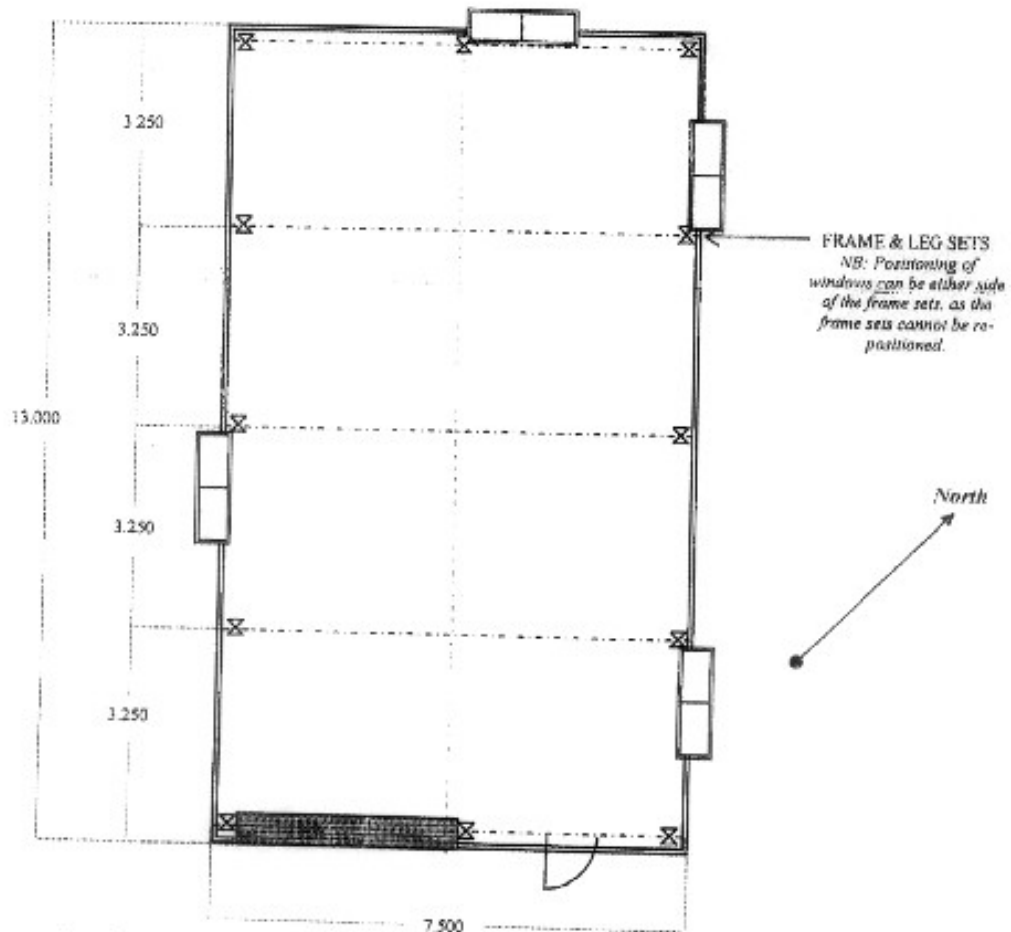 3.250
FRAME & LEG SETS
NB: Positioning of
windows can be either side
of the frame sets, as the
frame sets cannot be re-
positioned.
3.250
13.000
North
3.250
3.250
7.500